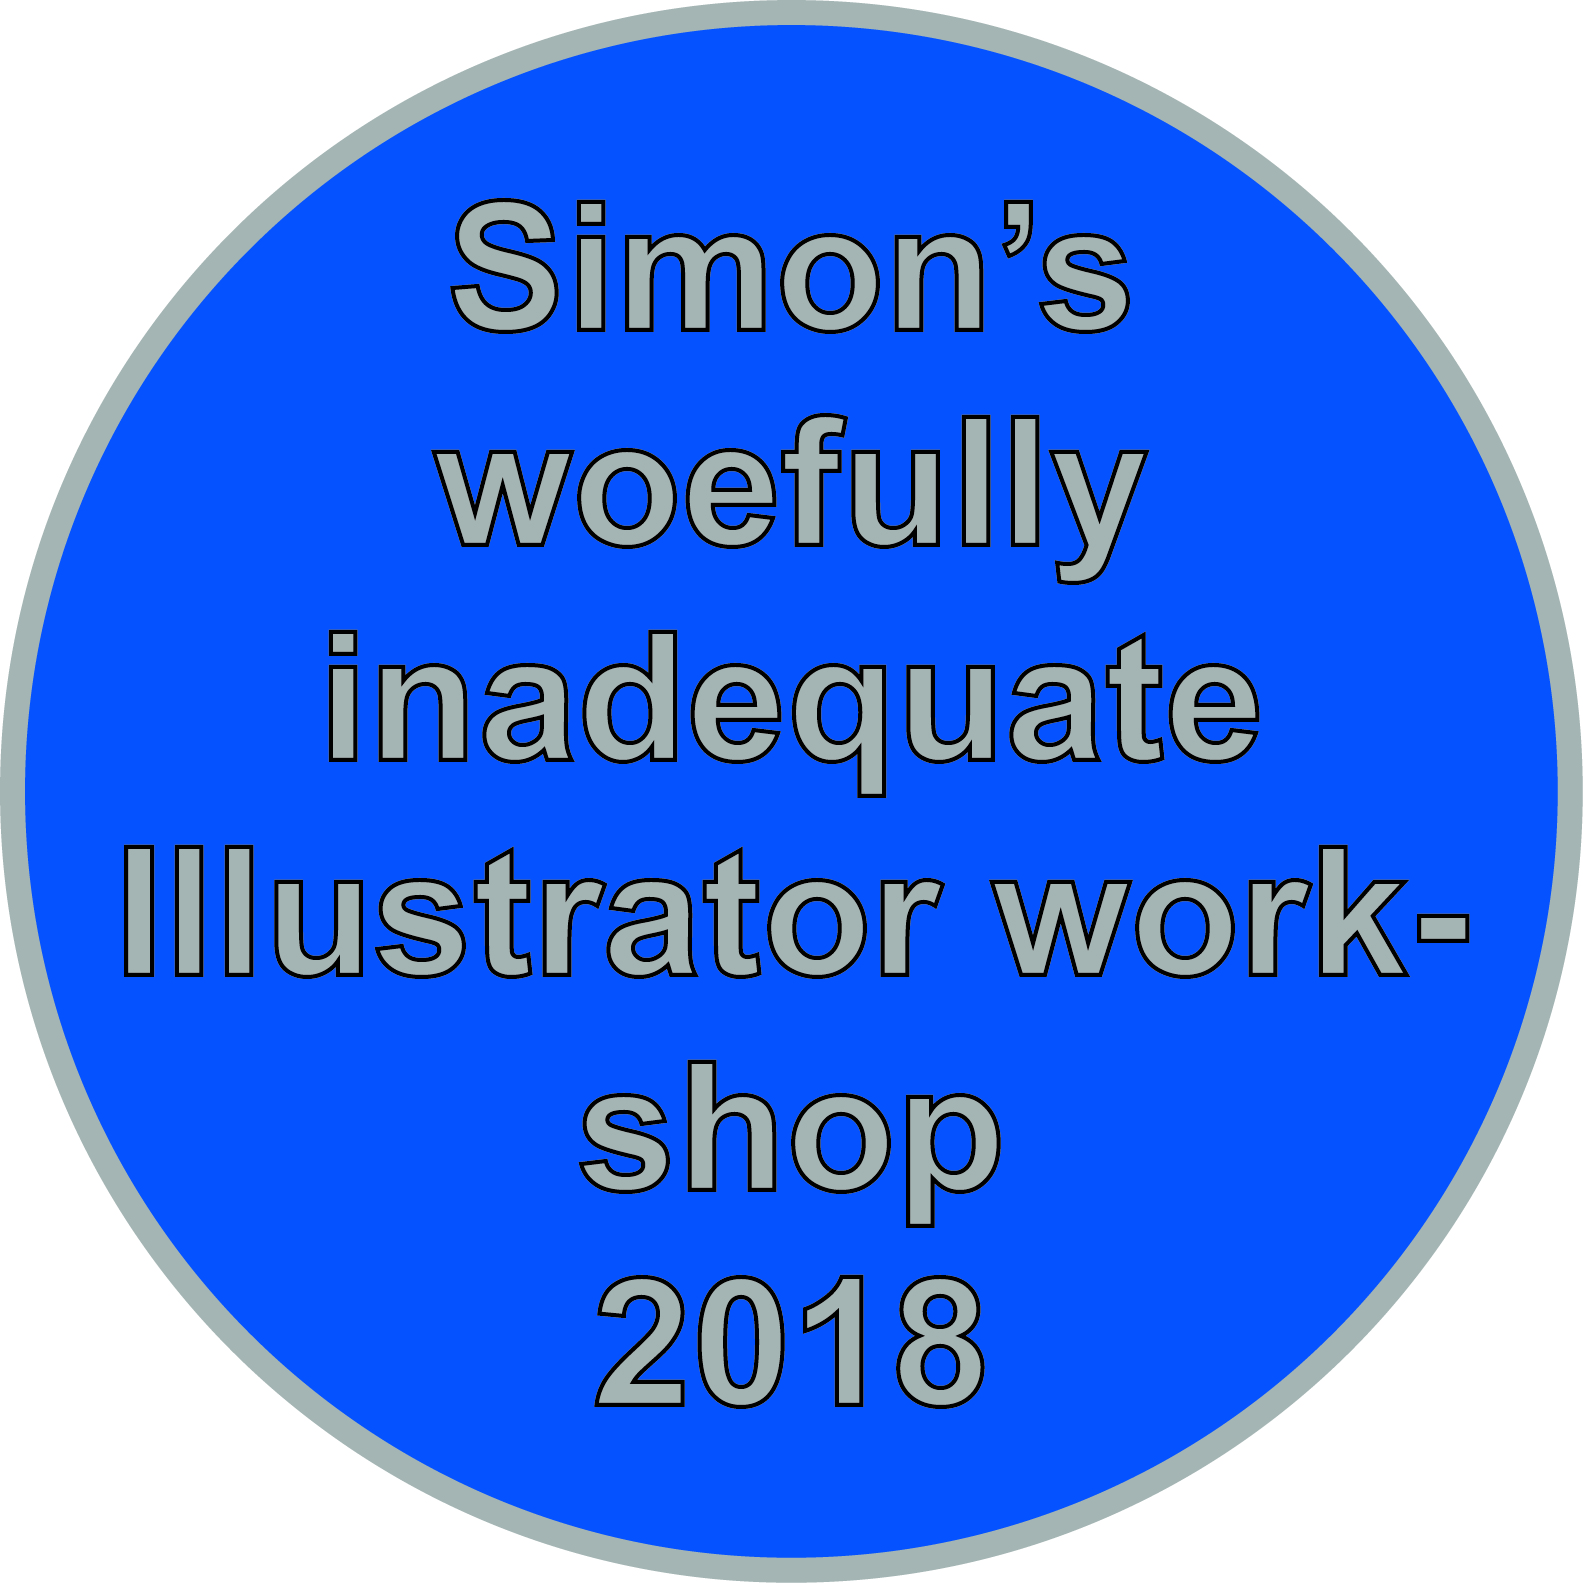 Simon’s
woefully
inadequate
Illustrator work-
shop
2018